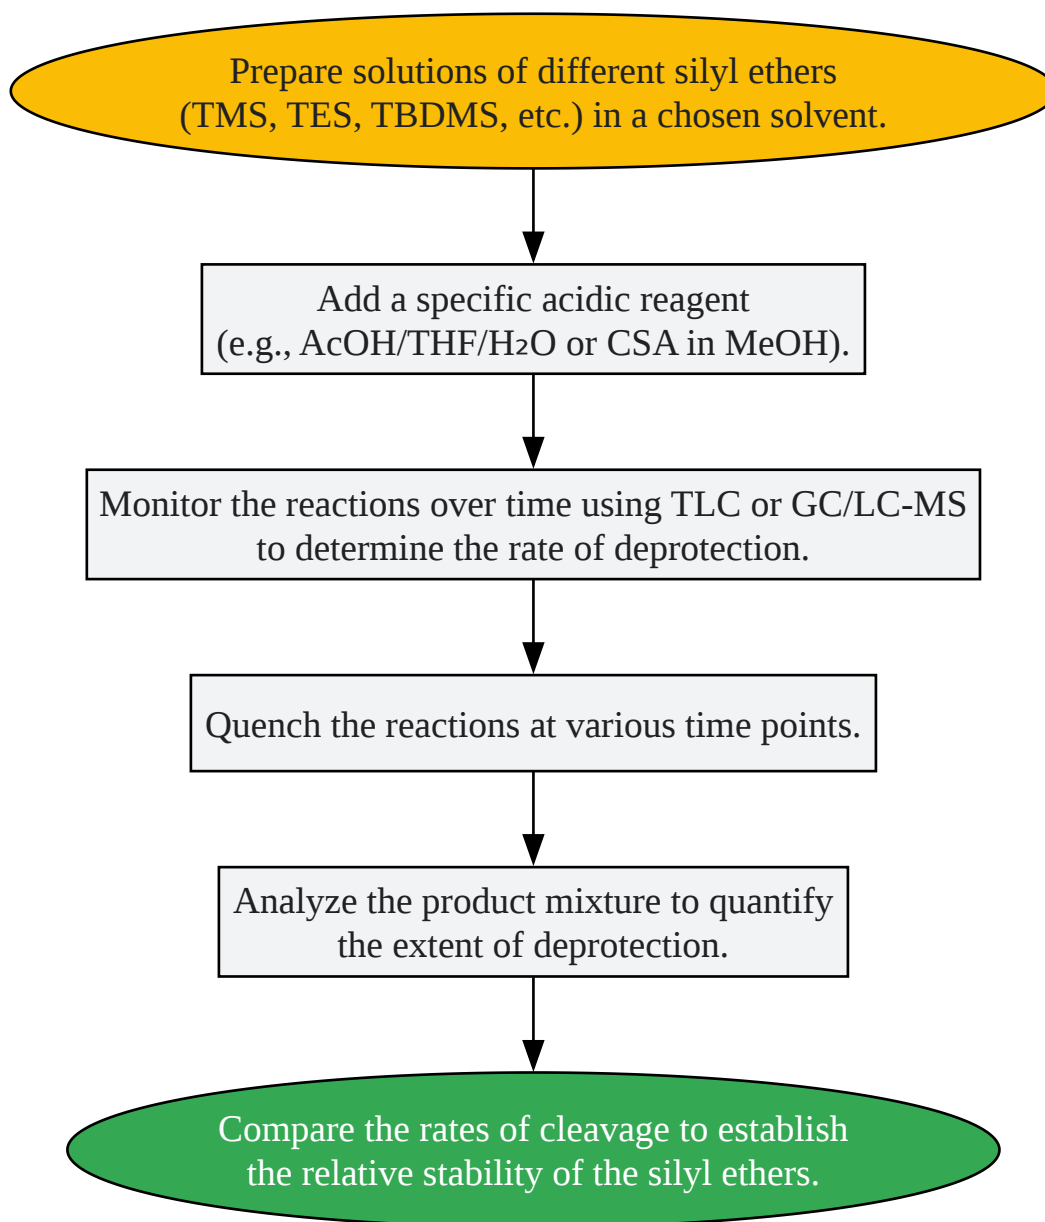 Prepare solutions of different silyl ethers
(TMS, TES, TBDMS, etc.) in a chosen solvent.
Add a specific acidic reagent
(e.g., AcOH/THF/H₂O or CSA in MeOH).
Monitor the reactions over time using TLC or GC/LC-MS
to determine the rate of deprotection.
Quench the reactions at various time points.
Analyze the product mixture to quantify
the extent of deprotection.
Compare the rates of cleavage to establish
the relative stability of the silyl ethers.